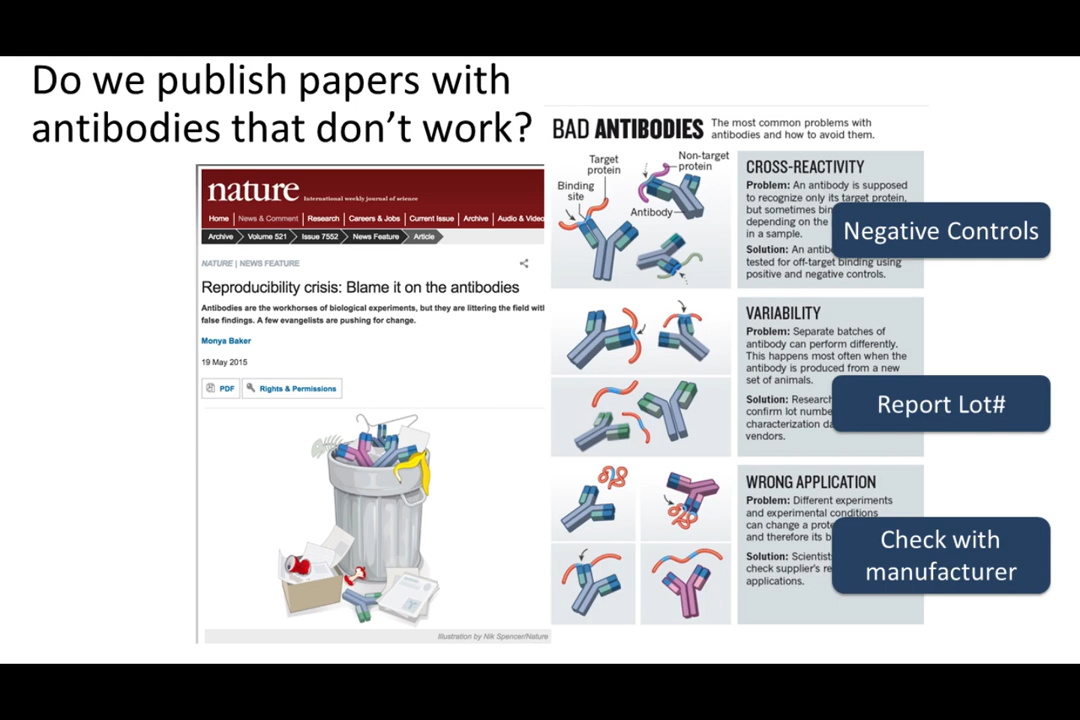 Do we publish papers with
antibodies that don't work?
nature International weekly journal of science
Home | News & Comment | Research | Careers & Jobs | Current Issue | Archive | Audio & Video
Archive Volume 521 Issue 7552 News Feature Article
NATURE | NEWS FEATURE
Reproducibility crisis: Blame it on the antibodies
Antibodies are the workhorses of biological experiments, but they are littering the field with
false findings. A few evangelists are pushing for change.
Monya Baker
19 May 2015
PDF Rights & Permissions
Illustration by Nik Spencer/Nature
BAD ANTIBODIES The most common problems with
antibodies and how to avoid them.
Target
protein
Non-target
protein
Binding
site
Antibody
CROSS-REACTIVITY
Problem: An antibody is supposed
to recognize only its target protein,
but sometimes
depending on the
in a sample.
Solution: An
tested for off-target binding using
positive and negative controls.
Negative Controls
VARIABILITY
Problem: Separate batches of
antibody can perform differently.
This happens most often when the
antibody is produced from a new
set of animals.
Solution:
confirm lot
characterization
vendors.
Report Lot#
WRONG APPLICATION
Problem: Different experiments
and experimental conditions
can change a
and therefore its
Solution:
check supplier's
applications.
Check with
manufacturer